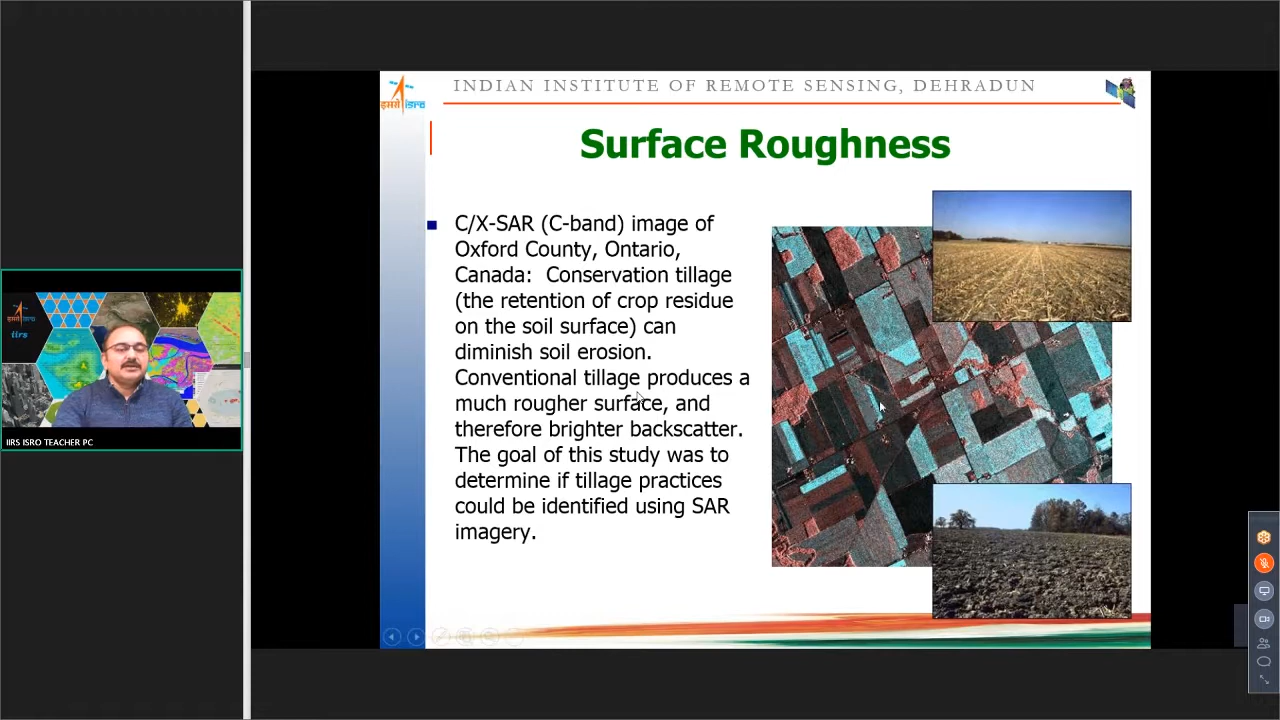 INDIAN INSTITUTE OF REMOTE SENSING, DEHRADUN
इसरो isro
Surface Roughness
C/X-SAR (C-band) image of
Oxford County, Ontario,
Canada: Conservation tillage
(the retention of crop residue
on the soil surface) can
diminish soil erosion.
Conventional tillage produces a
much rougher surface, and
therefore brighter backscatter.
The goal of this study was to
determine if tillage practices
could be identified using SAR
imagery.
iirs
IIRS ISRO TEACHER PC